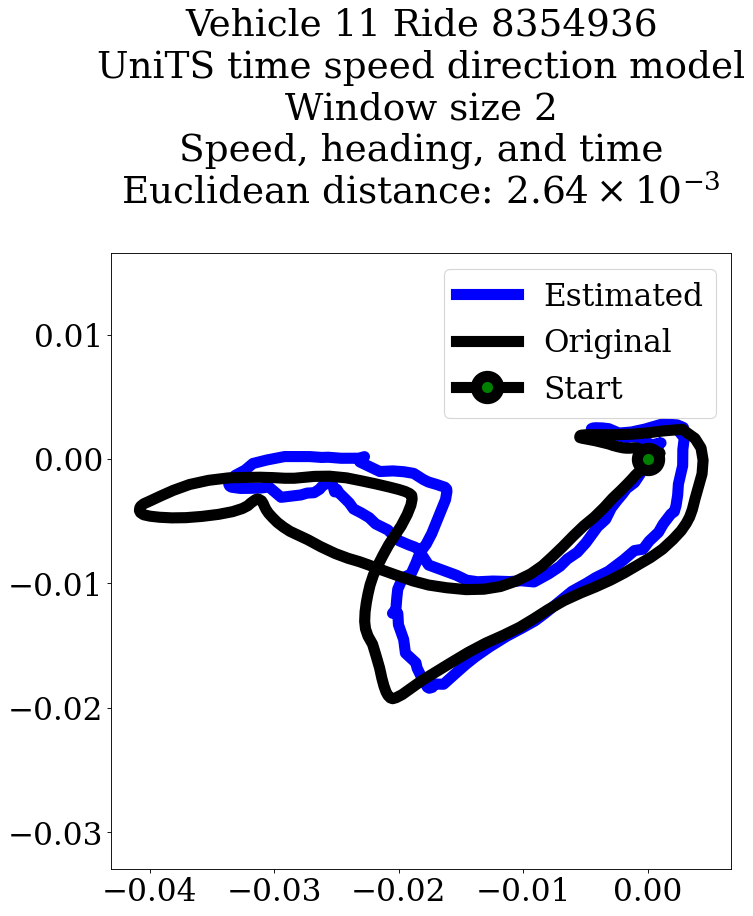 Vehicle 11 Ride 8354936
UniTS time speed direction model
Window size 2
Speed, heading, and time
Euclidean distance: 2.64 × 10⁻³
Estimated
Original
Start
0.01
0.00
−0.01
−0.02
−0.03
−0.04 −0.03 −0.02 −0.01 0.00